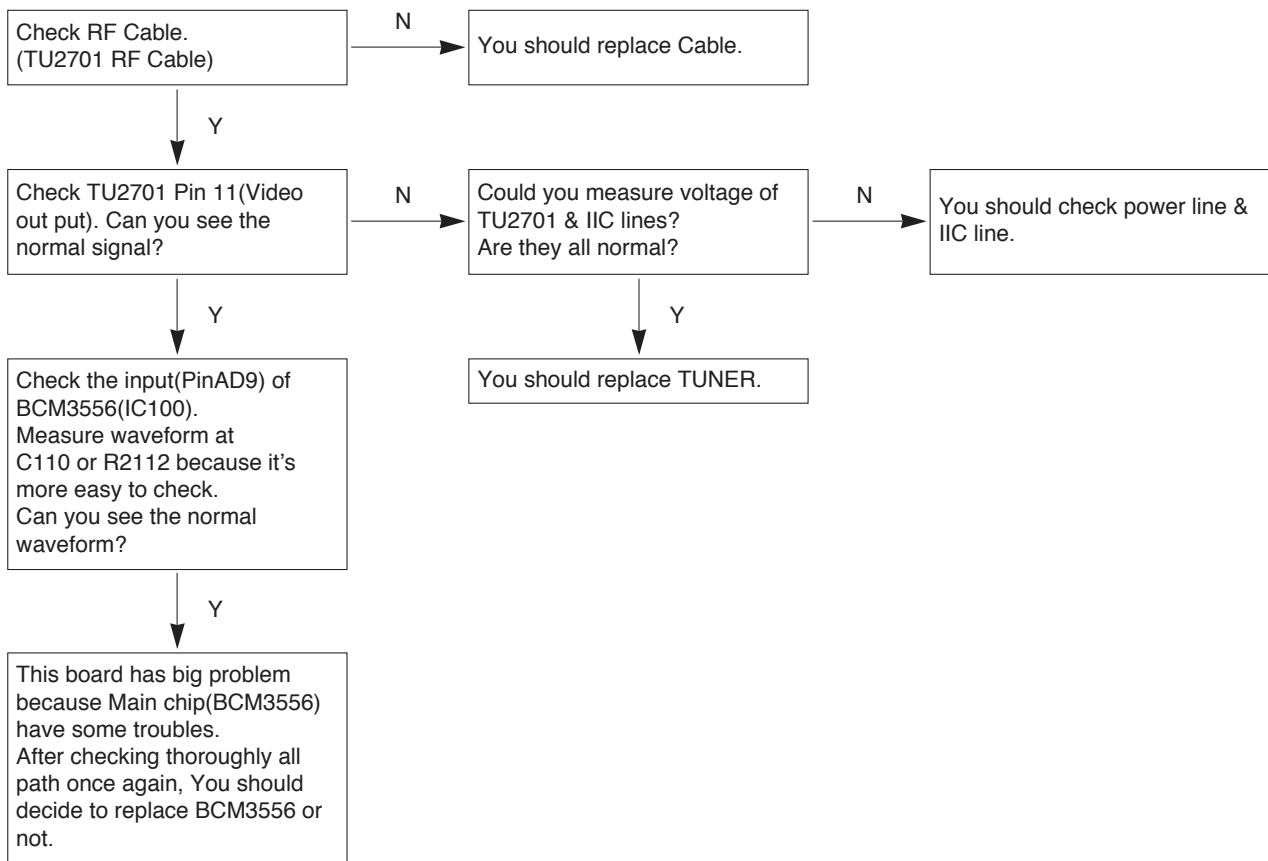 Check RF Cable.
(TU2701 RF Cable)
N
You should replace Cable.
Y
Check TU2701 Pin 11(Video
out put). Can you see the
normal signal?
N
Could you measure voltage of
TU2701 & IIC lines?
Are they all normal?
N
You should check power line &
IIC line.
Y
Y
Check the input(PinAD9) of
BCM3556(IC100).
Measure waveform at
C110 or R2112 because it's
more easy to check.
Can you see the normal
waveform?
You should replace TUNER.
Y
This board has big problem
because Main chip(BCM3556)
have some troubles.
After checking thoroughly all
path once again, You should
decide to replace BCM3556 or
not.